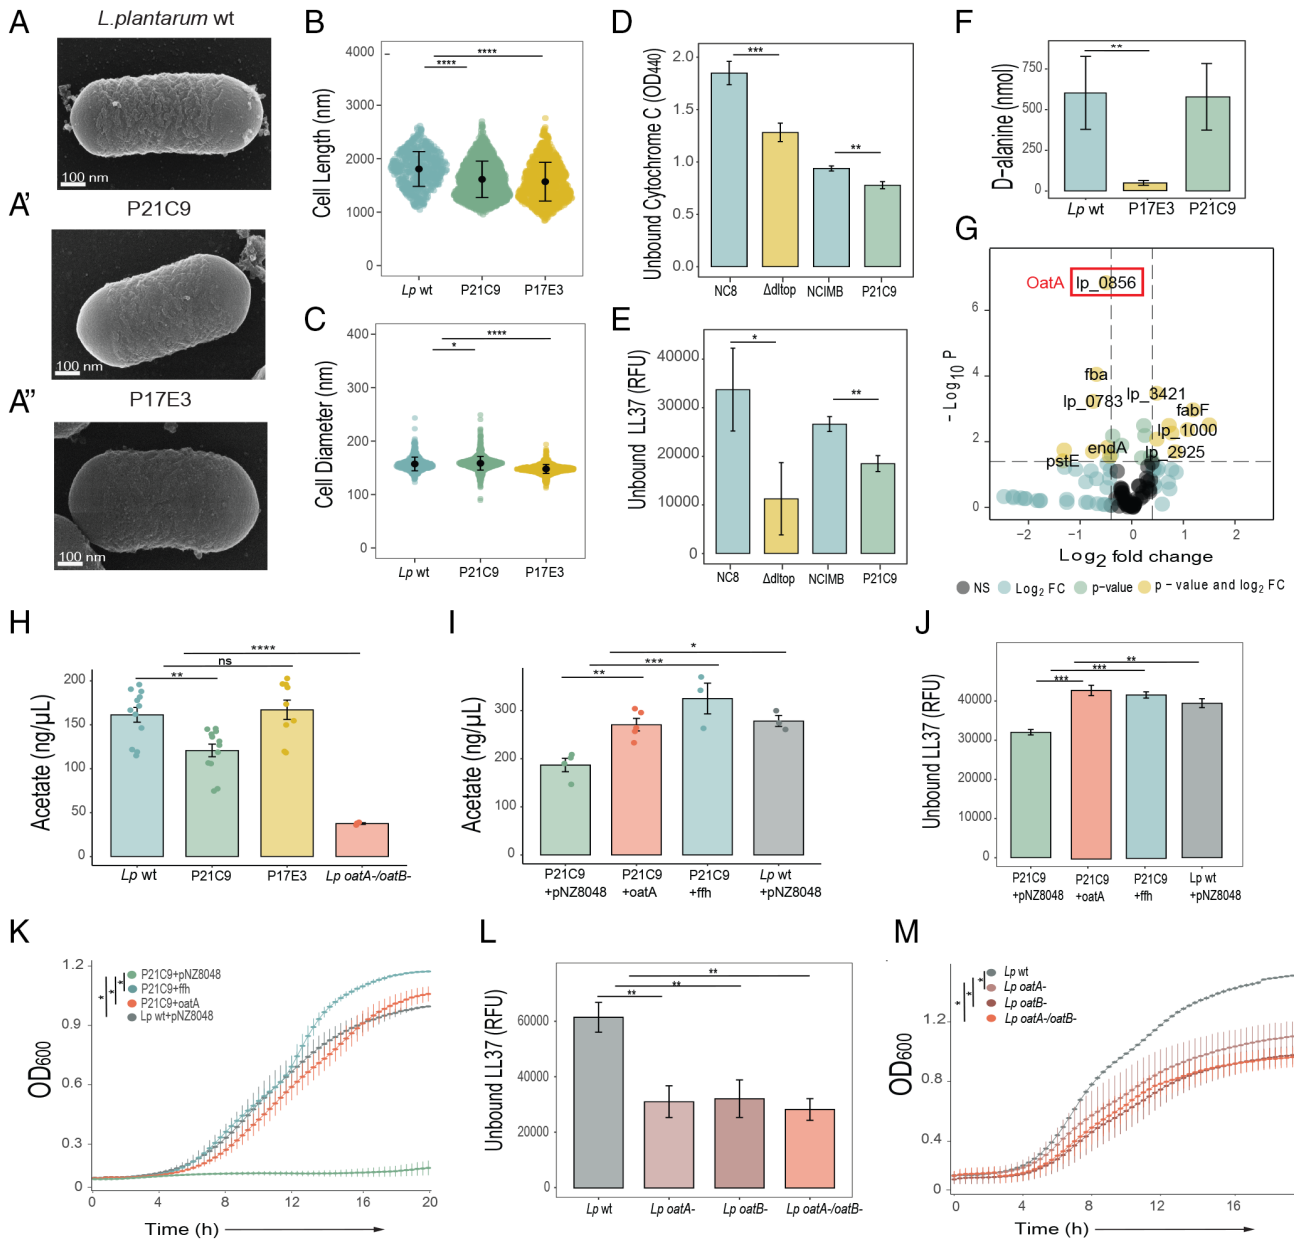 A
L.plantarum wt
100 nm
A'
P21C9
100 nm
A''
P17E3
100 nm
B
Cell Length (nm)
4000
3000
2000
1000
0
****
****
Lp wt
P21C9
P17E3
C
Cell Diameter (nm)
400
300
200
100
0
****
*
Lp wt
P21C9
P17E3
D
Unbound Cytochrome C (OD440)
2.0
1.5
1.0
0.5
0.0
***
**
NC8
Δdltop
NCIMB
P21C9
E
Unbound LL37 (RFU)
40000
30000
20000
10000
0
*
**
NC8
Δdltop
NCIMB
P21C9
F
D-alanine (nmol)
750
500
250
0
**
Lp wt
P17E3
P21C9
G
- Log10 P
6
4
2
0
OatA
lp_0856
fba
lp_0783
lp_3421
fabF
lp_1000
endA
lp_2925
pstE
-2
-1
0
1
2
Log2 fold change
NS
Log2 FC
p-value
p - value and log2 FC
H
Acetate (ng/µL)
200
150
100
50
0
****
ns
**
Lp wt
P21C9
P17E3
Lp oatA-/oatB-
I
Acetate (ng/µL)
300
200
100
0
*
***
**
P21C9
+pNZ8048
P21C9
+oatA
P21C9
+ffh
Lp wt
+pNZ8048
J
Unbound LL37 (RFU)
40000
30000
20000
10000
0
**
***
***
P21C9
+pNZ8048
P21C9
+oatA
P21C9
+ffh
Lp wt
+pNZ8048
K
OD600
1.2
0.9
0.6
0.3
0
*
*
*
P21C9+pNZ8048
P21C9+ffh
P21C9+oatA
Lp wt+pNZ8048
0
4
8
12
16
20
Time (h)
L
Unbound LL37 (RFU)
60000
40000
20000
0
**
**
**
Lp wt
Lp oatA-
Lp oatB-
Lp oatA-/oatB-
M
OD600
1.2
0.8
0.4
0
*
*
*
Lp wt
Lp oatA-
Lp oatB-
Lp oatA-/oatB-
0
4
8
12
16
Time (h)